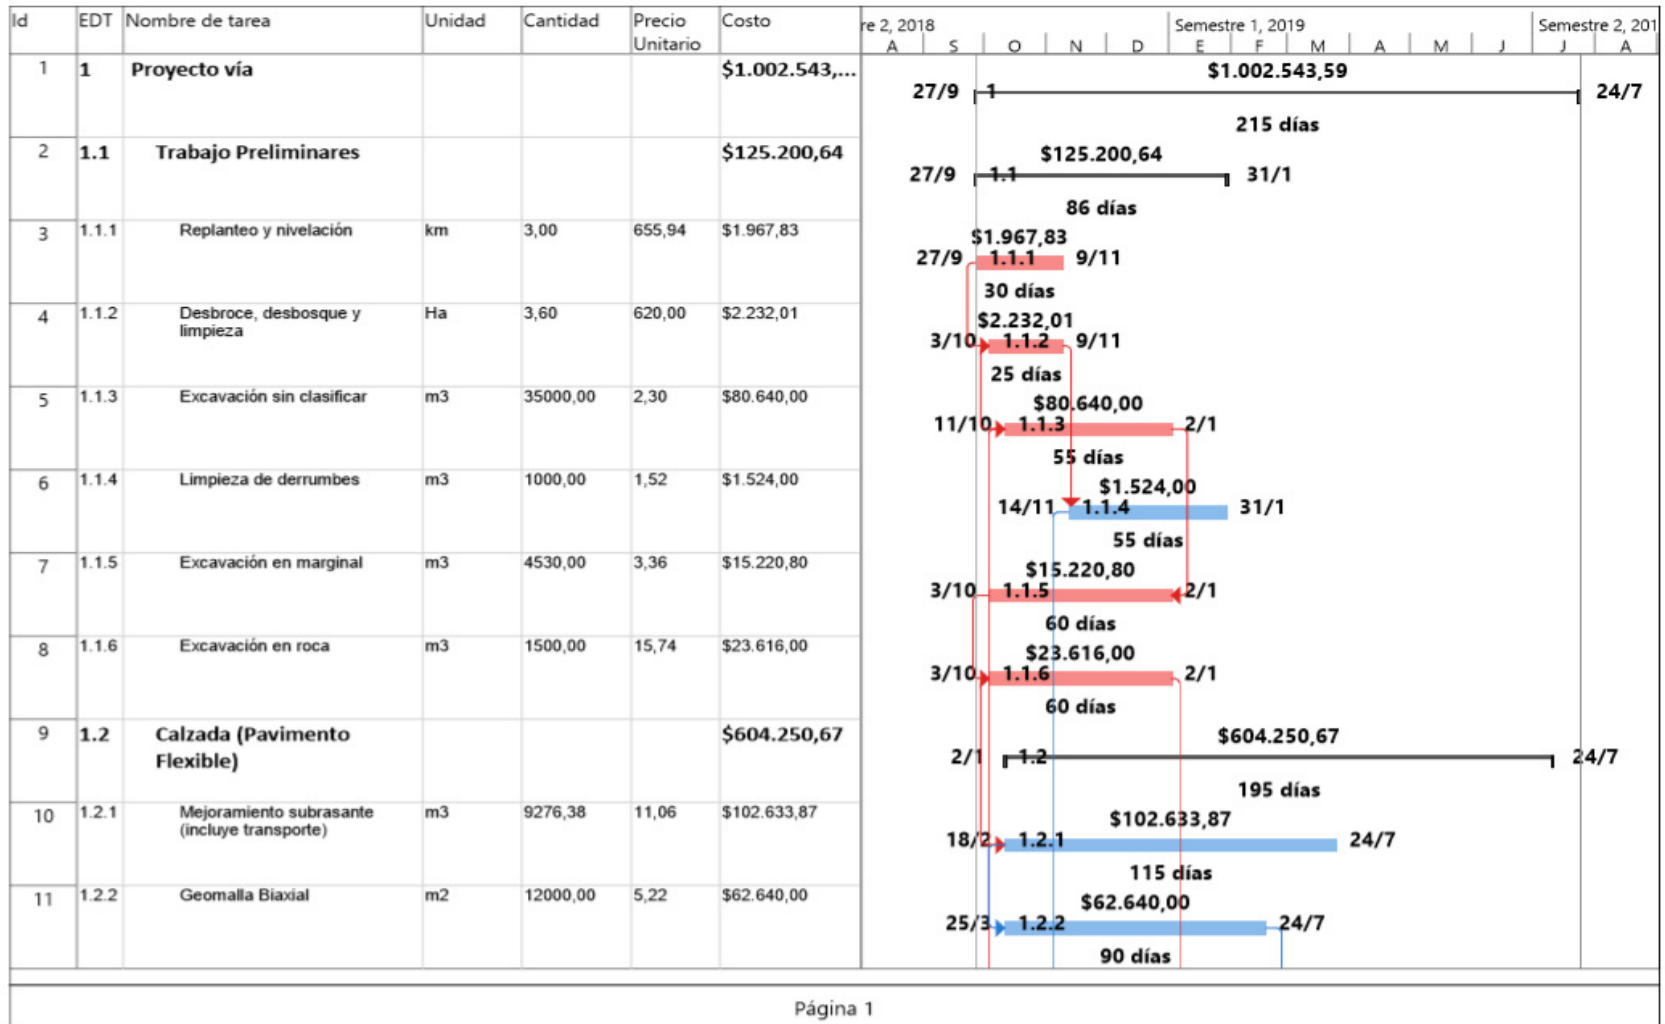 Id EDT Nombre de tarea Unidad Cantidad Precio Unitario Costo
re 2, 2018 Semestre 1, 2019 Semestre 2, 201
A S O N D E F M A M J J A
1 1 Proyecto vía $1.002.543,...
$1.002.543,59
27/9 1 24/7
215 días
2 1.1 Trabajo Preliminares $125.200,64
$125.200,64
27/9 1.1 31/1
86 días
3 1.1.1 Replanteo y nivelación km 3,00 655,94 $1.967,83
$1.967,83
27/9 1.1.1 9/11
30 días
4 1.1.2 Desbroce, desbosque y Ha 3,60 620,00 $2.232,01
limpieza
$2.232,01
3/10 1.1.2 9/11
25 días
5 1.1.3 Excavación sin clasificar m3 35000,00 2,30 $80.640,00
$80.640,00
11/10 1.1.3 2/1
55 días
6 1.1.4 Limpieza de derrumbes m3 1000,00 1,52 $1.524,00
$1.524,00
14/11 1.1.4 31/1
55 días
7 1.1.5 Excavación en marginal m3 4530,00 3,36 $15.220,80
$15.220,80
3/10 1.1.5 2/1
60 días
8 1.1.6 Excavación en roca m3 1500,00 15,74 $23.616,00
$23.616,00
3/10 1.1.6 2/1
60 días
9 1.2 Calzada (Pavimento $604.250,67
Flexible)
$604.250,67
2/1 1.2 24/7
195 días
10 1.2.1 Mejoramiento subrasante m3 9276,38 11,06 $102.633,87
(incluye transporte)
$102.633,87
18/2 1.2.1 24/7
115 días
11 1.2.2 Geomalla Biaxial m2 12000,00 5,22 $62.640,00
$62.640,00
25/3 1.2.2 24/7
90 días
Página 1